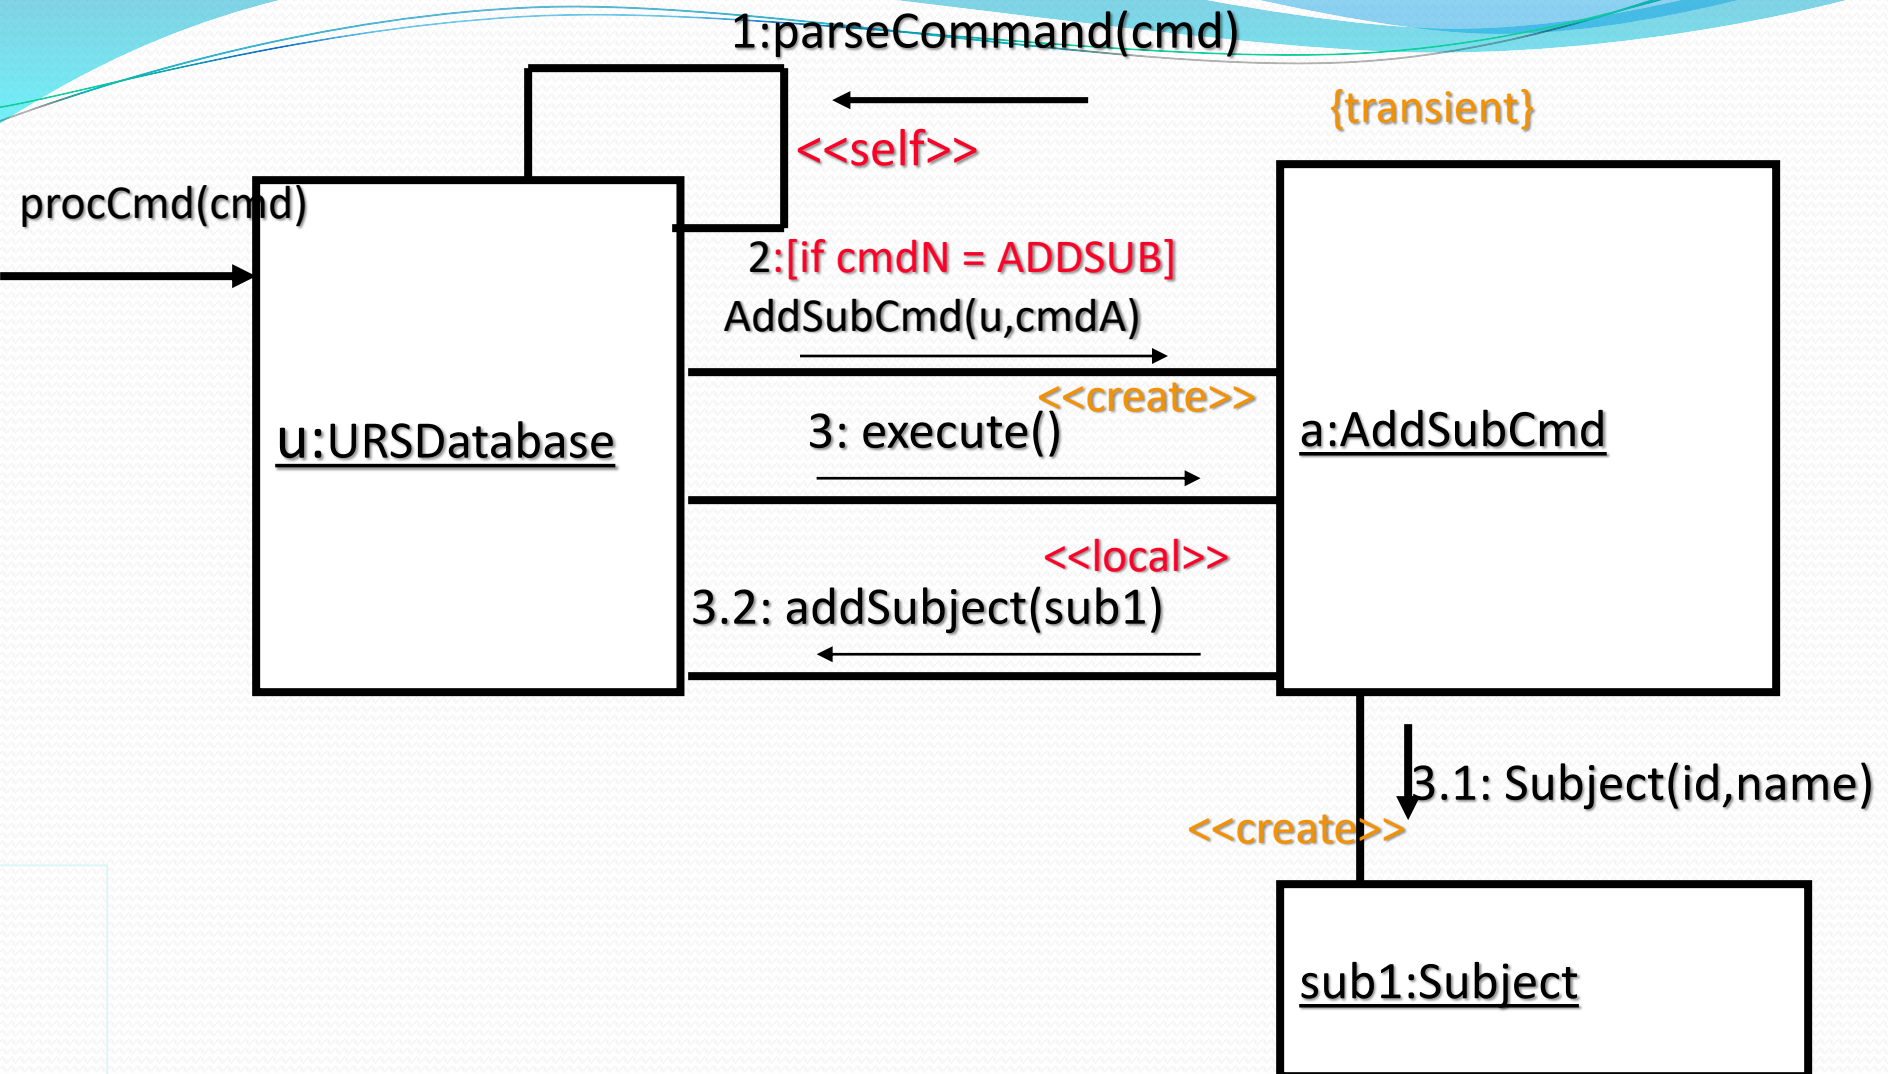 1:parseCommand(cmd)
{transient}
<<self>>
procCmd(cmd)
2:[if cmdN = ADDSUB]
AddSubCmd(u,cmdA)
<<create>>
3: execute()
u:URSDatabase
a:AddSubCmd
<<local>>
3.2: addSubject(sub1)
3.1: Subject(id,name)
<<create>>
sub1:Subject